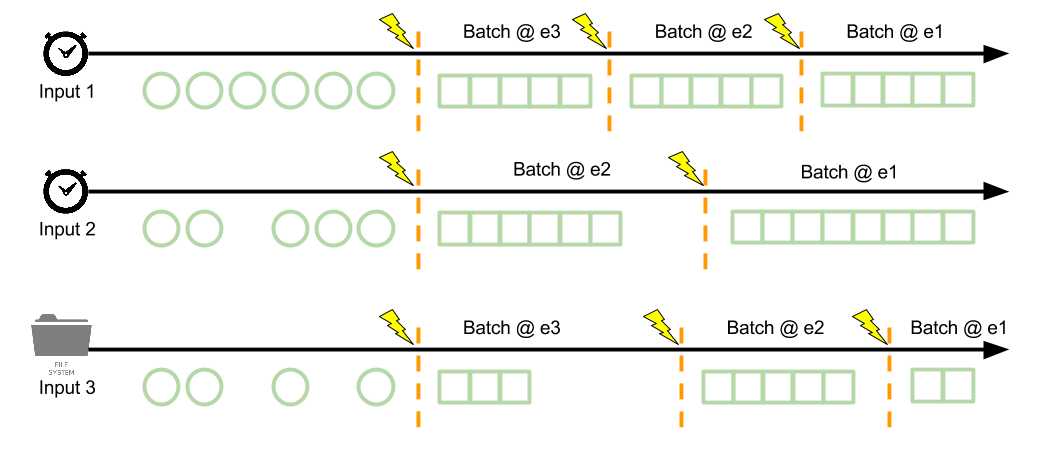 Batch @ e3
Batch @ e2
Batch @ e1
Input 1
Batch @ e2
Batch @ e1
Input 2
Batch @ e3
Batch @ e2
Batch @ e1
FILE
SYSTEM
Input 3